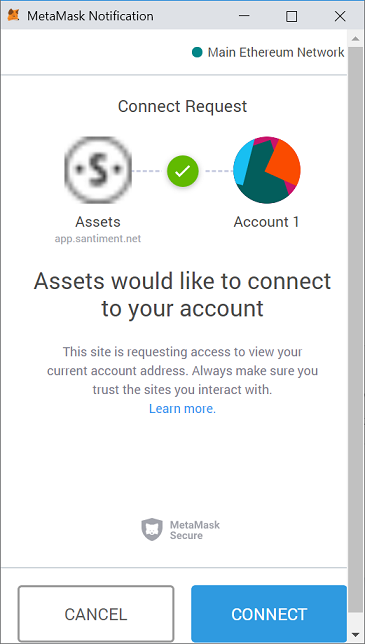 MetaMask Notification
Main Ethereum Network
Connect Request
S
Assets
Account 1
app.santiment.net
Assets would like to connect
to your account
This site is requesting access to view your
current account address. Always make sure you
trust the sites you interact with.
Learn more.
MetaMask
Secure
CANCEL
CONNECT